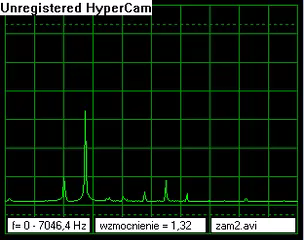 Unregistered HyperCam
f= 0 - 7046,4 Hz wzmocnienie = 1,32 zam2.avi